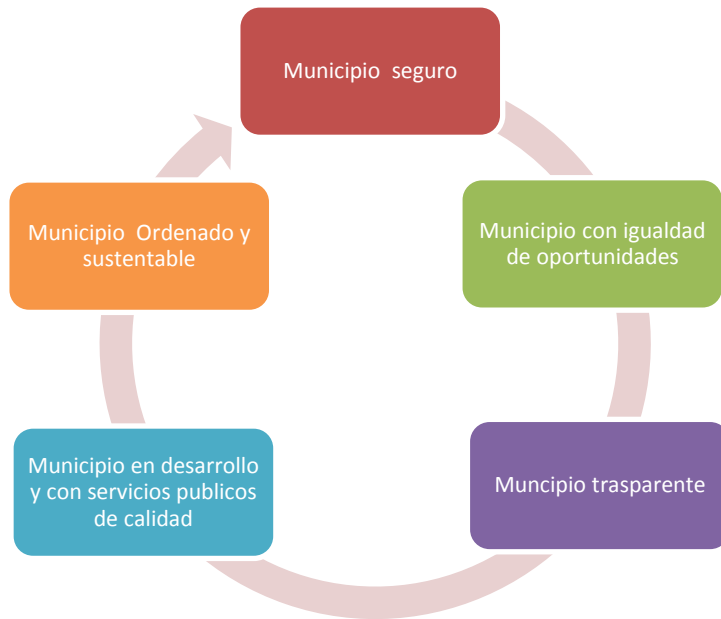 Municipio seguro
Municipio con igualdad
de oportunidades
Muncipio trasparente
Municipio en desarrollo
y con servicios publicos
de calidad
Municipio Ordenado y
sustentable